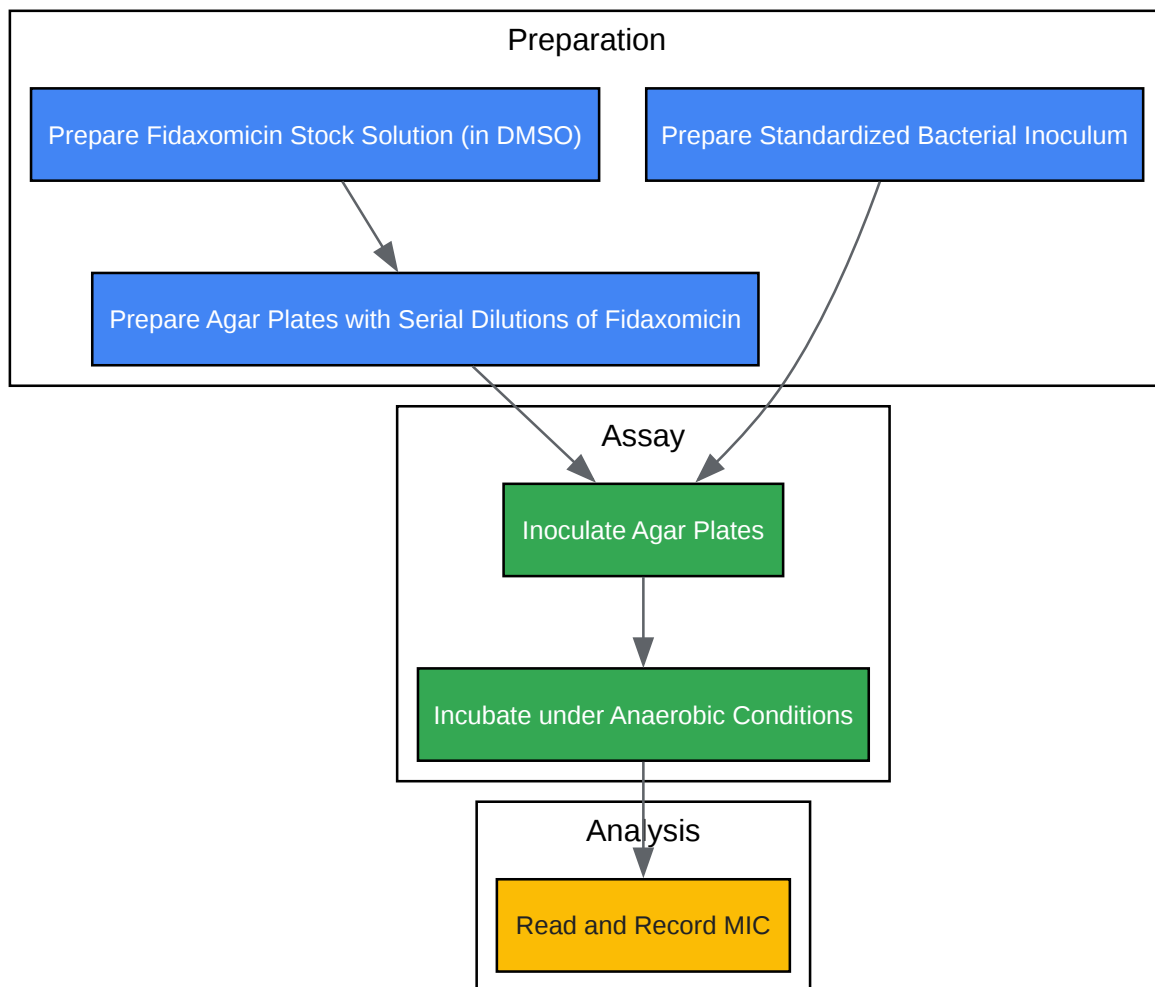 Preparation
Prepare Fidaxomicin Stock Solution (in DMSO)
Prepare Standardized Bacterial Inoculum
Prepare Agar Plates with Serial Dilutions of Fidaxomicin
Assay
Inoculate Agar Plates
Incubate under Anaerobic Conditions
Analysis
Read and Record MIC